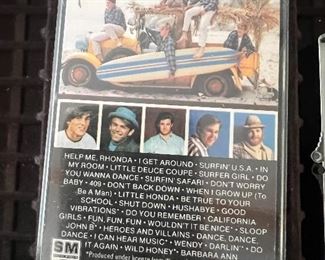 HELP ME, RHONDA • I GET AROUND • SURFIN' U.S.A. • IN
MY ROOM • LITTLE DEUCE COUPE • SURFER GIRL • DO
YOU WANNA DANCE • SURFIN' SAFARI • DON'T WORRY
BABY • 409 • DON'T BACK DOWN • WHEN I GROW UP (TO
Be A Man) • LITTLE HONDA • BE TRUE TO YOUR
SCHOOL • SHUT DOWN • HUSHABYE • GOOD
VIBRATIONS • DO YOU REMEMBER • CALIFORNIA
GIRLS • FUN, FUN, FUN • WOULDN'T IT BE NICE • SLOOP
JOHN B • HEROES AND VILLAINS • DANCE, DANCE,
DANCE • I CAN HEAR MUSIC • WENDY • DARLIN' • DO
IT AGAIN • WILD HONEY • BARBARA ANN
SM
*Produced under license from